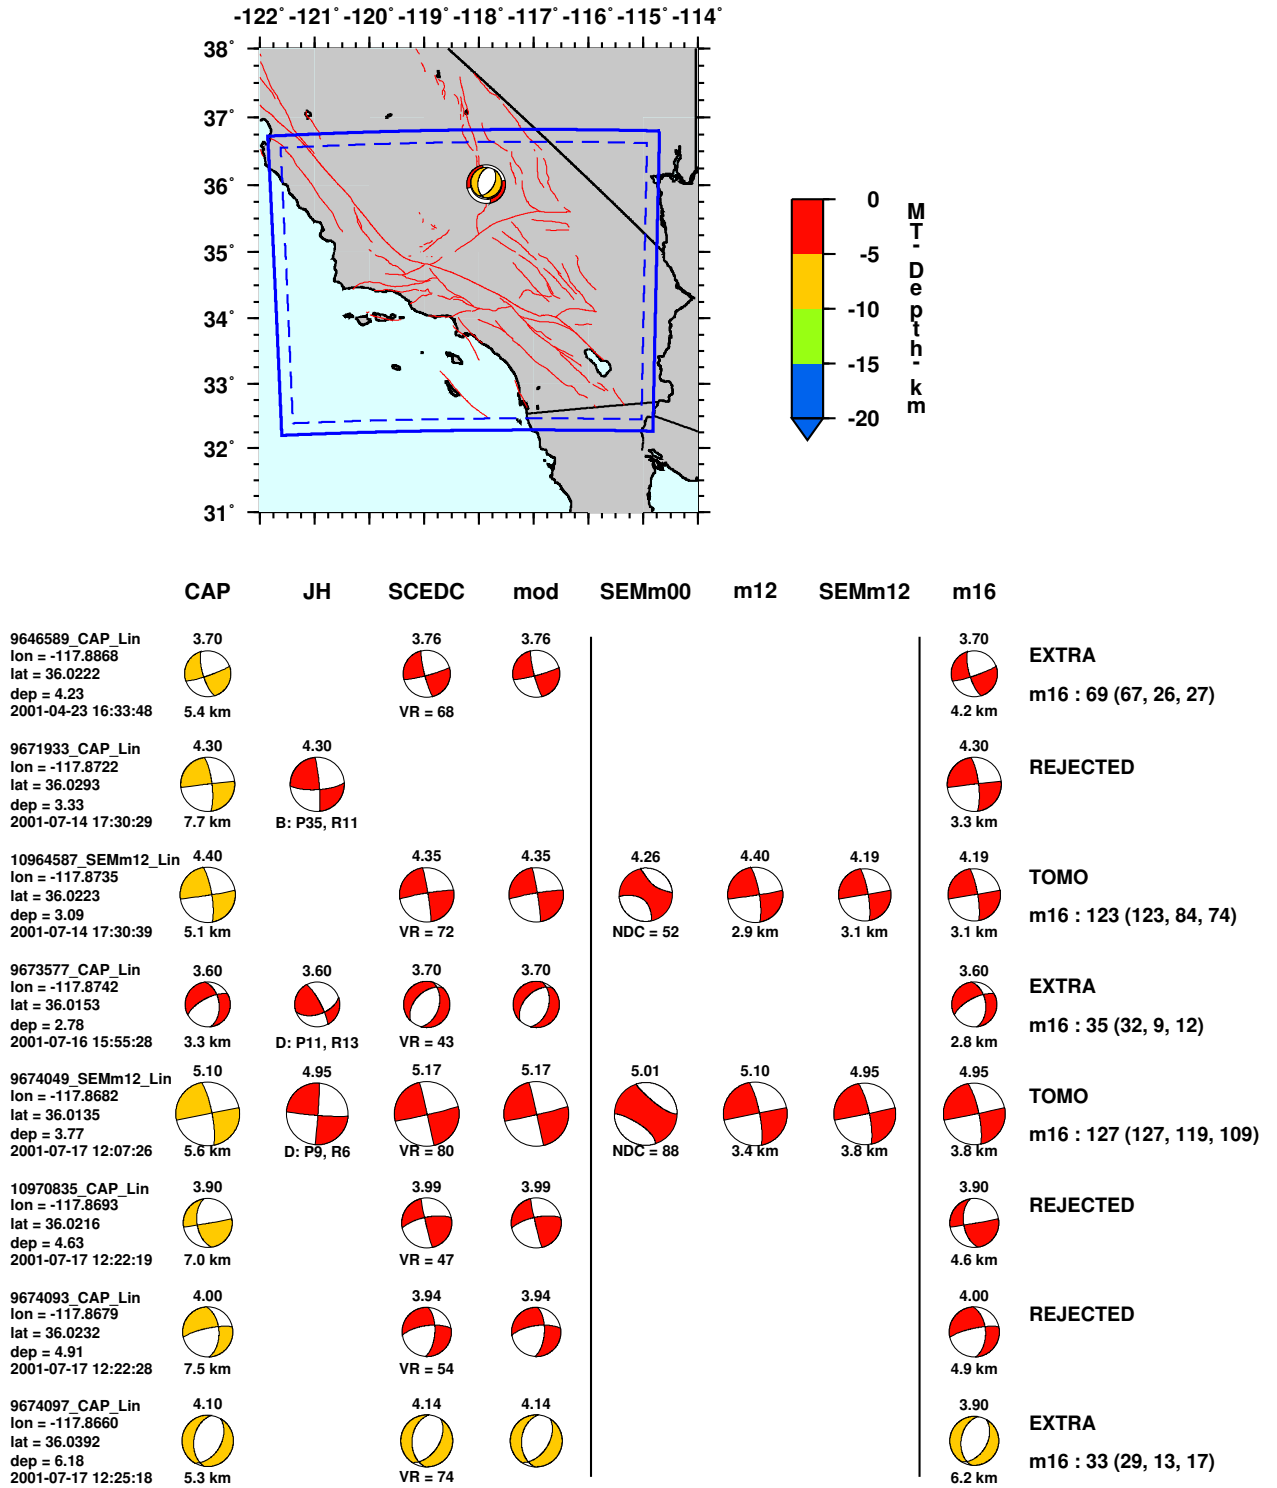 -122° -121° -120° -119° -118° -117° -116° -115° -114°
38°
37°
36°
35°
34°
33°
32°
31°
0
-5
-10
-15
-20
MT-Depth-km
CAP JH SCEDC mod SEMm00 m12 SEMm12 m16
9646589_CAP_Lin
lon = -117.8868
lat = 36.0222
dep = 4.23
2001-04-23 16:33:48
3.70
5.4 km
3.76
VR = 68
3.76
3.70
4.2 km
EXTRA
m16 : 69 (67, 26, 27)
9671933_CAP_Lin
lon = -117.8722
lat = 36.0293
dep = 3.33
2001-07-14 17:30:29
4.30
7.7 km
4.30
B: P35, R11
4.30
3.3 km
REJECTED
10964587_SEMm12_Lin
lon = -117.8735
lat = 36.0223
dep = 3.09
2001-07-14 17:30:39
4.40
5.1 km
4.35
VR = 72
4.35
4.26
NDC = 52
4.40
2.9 km
4.19
3.1 km
4.19
3.1 km
TOMO
m16 : 123 (123, 84, 74)
9673577_CAP_Lin
lon = -117.8742
lat = 36.0153
dep = 2.78
2001-07-16 15:55:28
3.60
3.3 km
3.60
D: P11, R13
3.70
VR = 43
3.70
3.60
2.8 km
EXTRA
m16 : 35 (32, 9, 12)
9674049_SEMm12_Lin
lon = -117.8682
lat = 36.0135
dep = 3.77
2001-07-17 12:07:26
5.10
5.6 km
4.95
D: P9, R6
5.17
VR = 80
5.17
5.01
NDC = 88
5.10
3.4 km
4.95
3.8 km
4.95
3.8 km
TOMO
m16 : 127 (127, 119, 109)
10970835_CAP_Lin
lon = -117.8693
lat = 36.0216
dep = 4.63
2001-07-17 12:22:19
3.90
7.0 km
3.99
VR = 47
3.99
3.90
4.6 km
REJECTED
9674093_CAP_Lin
lon = -117.8679
lat = 36.0232
dep = 4.91
2001-07-17 12:22:28
4.00
7.5 km
3.94
VR = 54
3.94
4.00
4.9 km
REJECTED
9674097_CAP_Lin
lon = -117.8660
lat = 36.0392
dep = 6.18
2001-07-17 12:25:18
4.10
5.3 km
4.14
VR = 74
4.14
3.90
6.2 km
EXTRA
m16 : 33 (29, 13, 17)